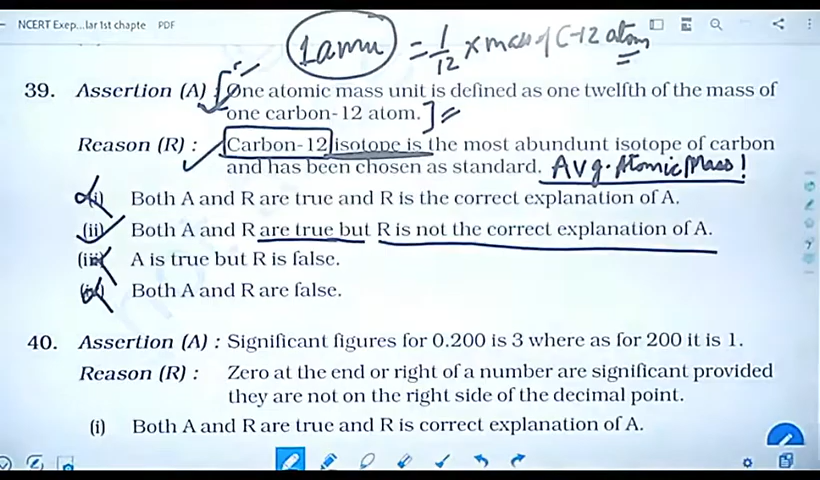 NCERT Exep...lar 1st chapte PDF
1 amu = 1/12 × mass of C-12 atom
39. Assertion (A) : One atomic mass unit is defined as one twelfth of the mass of
one carbon-12 atom.
Reason (R) : Carbon-12 isotope is the most abundunt isotope of carbon
and has been chosen as standard. Avg. Atomic Mass!
(i) Both A and R are true and R is the correct explanation of A.
(ii) Both A and R are true but R is not the correct explanation of A.
(iii) A is true but R is false.
Both A and R are false.
40. Assertion (A) : Significant figures for 0.200 is 3 where as for 200 it is 1.
Reason (R) : Zero at the end or right of a number are significant provided
they are not on the right side of the decimal point.
(i) Both A and R are true and R is correct explanation of A.